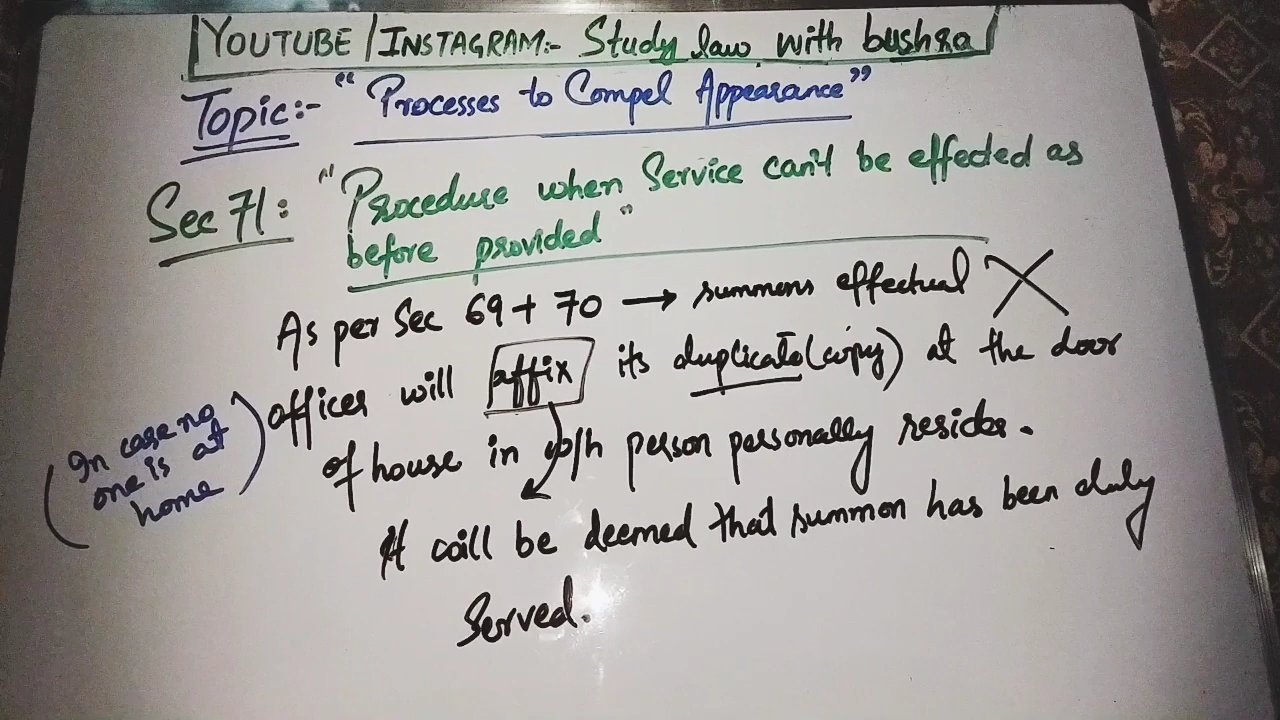 YOUTUBE / INSTAGRAM:- Study law with bushra
Topic:- "Processes to Compel Appearance"
Sec 71: "Procedure when Service can't be effected as
before provided"
As per Sec 69 + 70 → summons effectual X
officer will affix its duplicate (copy) at the door
of house in w/h person personally resides.
(In case no
one is at
home)
It will be deemed that summon has been duly
Served.